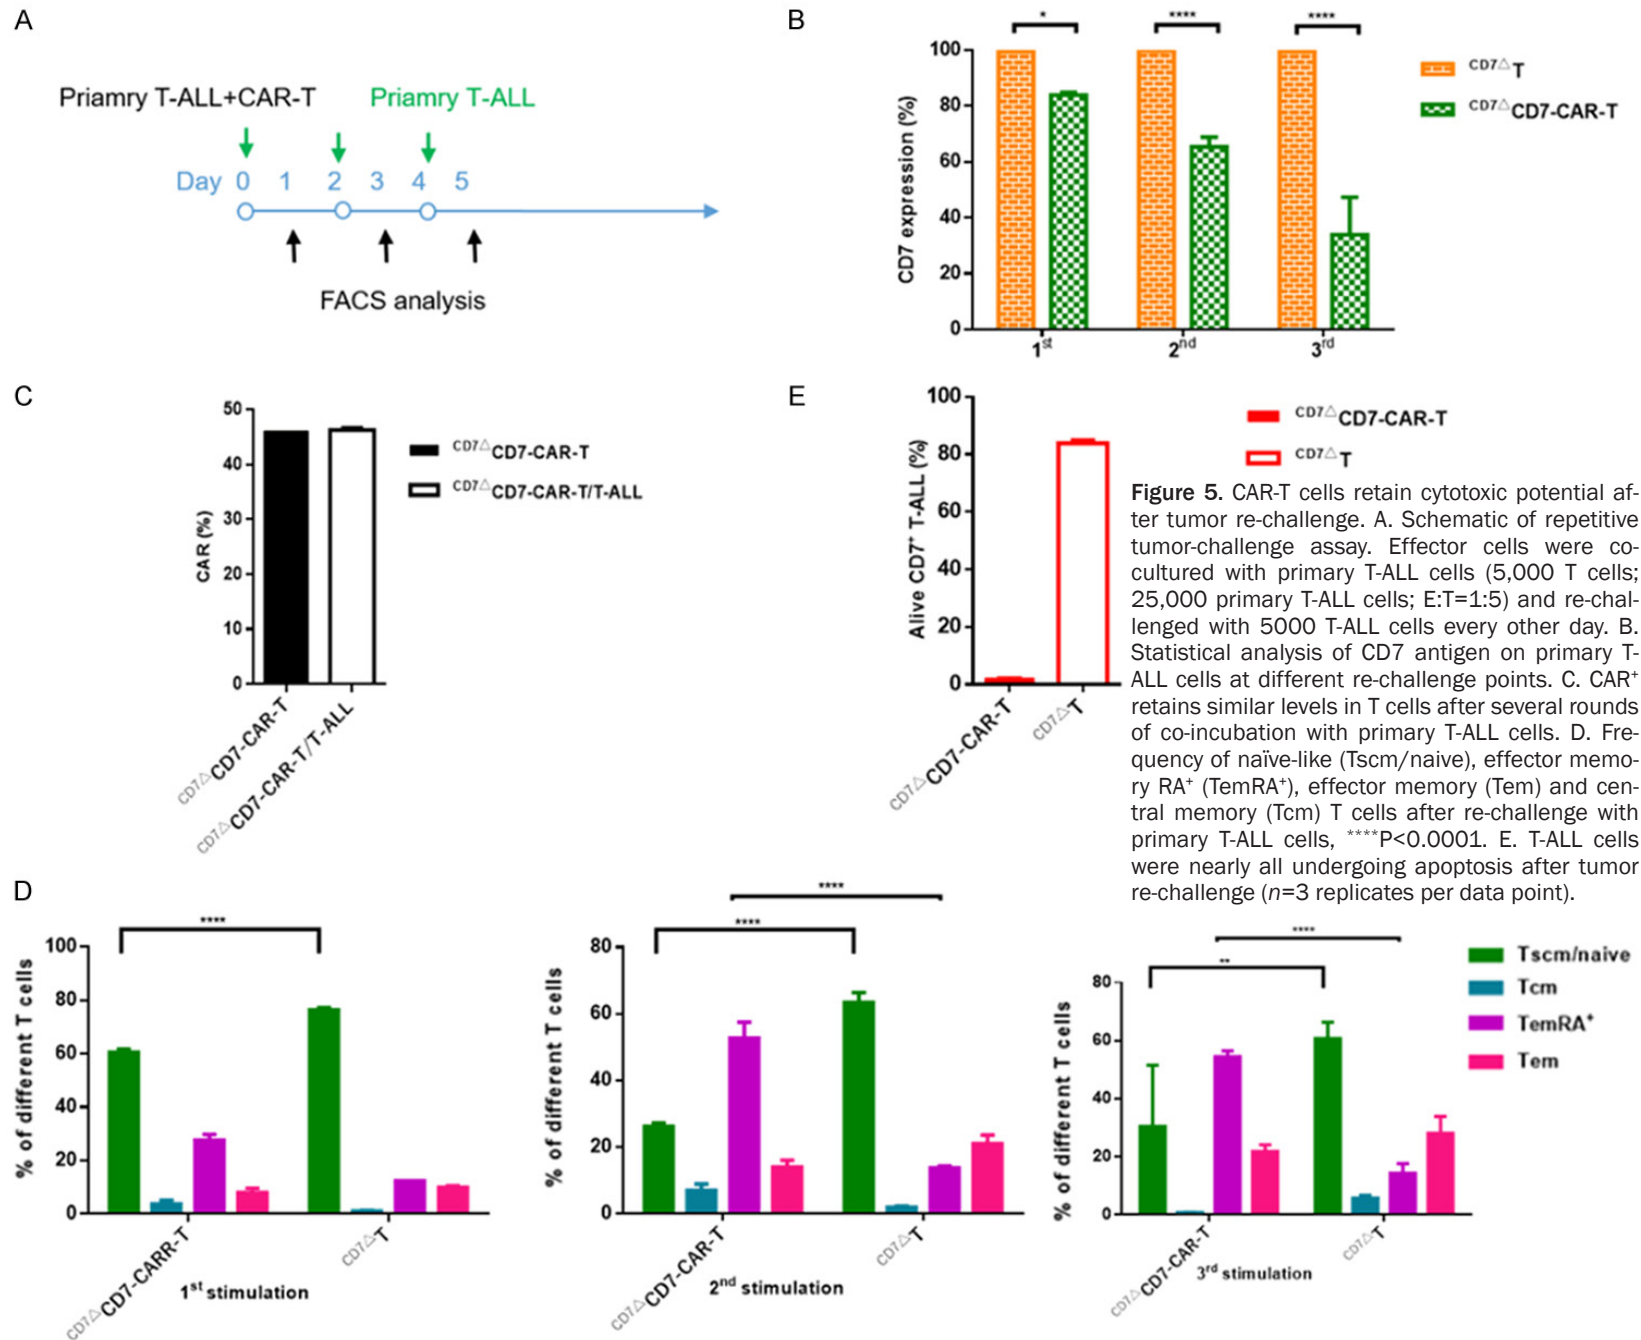 A
Priamry T-ALL+CAR-T Priamry T-ALL
Day 0 1 2 3 4 5
FACS analysis
B
* **** ****
CD7 expression (%)
100
80
60
40
20
0
1st 2nd 3rd
CD7△T
CD7△CD7-CAR-T
C
CAR (%)
50
40
30
20
10
0
CD7△CD7-CAR-T
CD7△CD7-CAR-T/T-ALL
CD7△CD7-CAR-T
CD7△CD7-CAR-T/T-ALL
E
Alive CD7+ T-ALL (%)
100
80
60
40
20
0
CD7△CD7-CAR-T
CD7△T
CD7△CD7-CAR-T
CD7△T
Figure 5. CAR-T cells retain cytotoxic potential af-
ter tumor re-challenge. A. Schematic of repetitive
tumor-challenge assay. Effector cells were co-
cultured with primary T-ALL cells (5,000 T cells;
25,000 primary T-ALL cells; E:T=1:5) and re-chal-
lenged with 5000 T-ALL cells every other day. B.
Statistical analysis of CD7 antigen on primary T-
ALL cells at different re-challenge points. C. CAR+
retains similar levels in T cells after several rounds
of co-incubation with primary T-ALL cells. D. Fre-
quency of naïve-like (Tscm/naive), effector memo-
ry RA+ (TemRA+), effector memory (Tem) and cen-
tral memory (Tcm) T cells after re-challenge with
primary T-ALL cells, ****P<0.0001. E. T-ALL cells
were nearly all undergoing apoptosis after tumor
re-challenge (n=3 replicates per data point).
D
****
% of different T cells
100
80
60
40
20
0
CD7△CD7-CARR-T
CD7△T
1st stimulation
****
****
% of different T cells
80
60
40
20
0
CD7△CD7-CAR-T
CD7△T
2nd stimulation
****
**
% of different T cells
80
60
40
20
0
CD7△CD7-CAR-T
CD7△T
3rd stimulation
Tscm/naive
Tcm
TemRA+
Tem